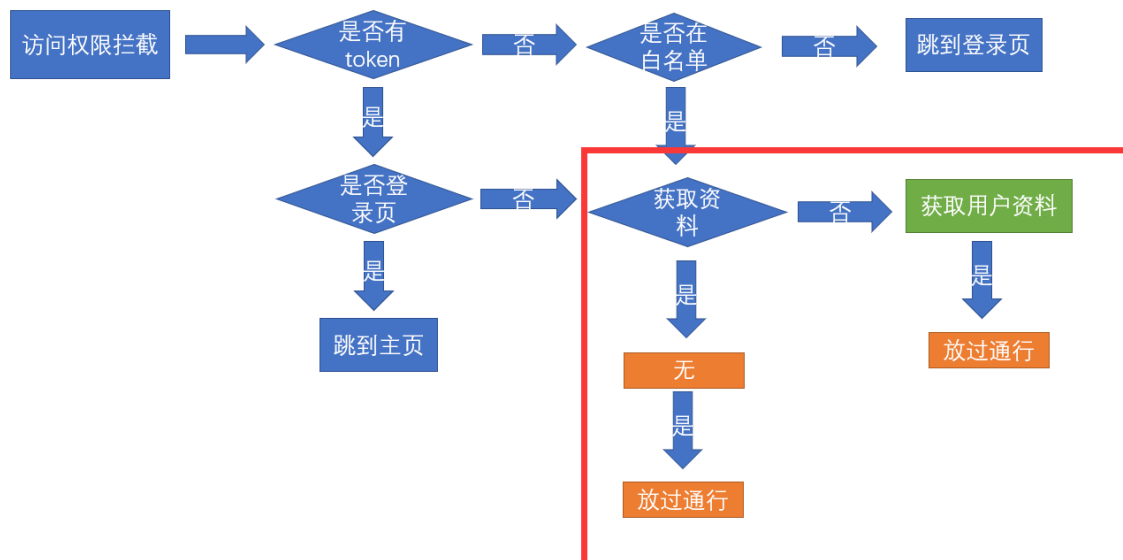 访问权限拦截
是否有
token
否
是否在
白名单
否
跳到登录页
是
是
是否登
录页
否
获取资
料
否
获取用户资料
是
是
是
跳到主页
无
放过通行
是
放过通行